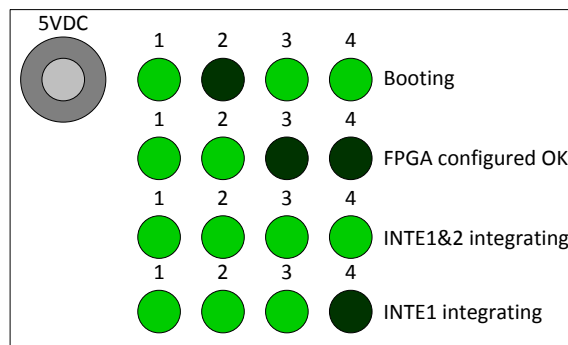 5VDC
1 2 3 4
Booting
1 2 3 4
FPGA configured OK
1 2 3 4
INTE1&2 integrating
1 2 3 4
INTE1 integrating